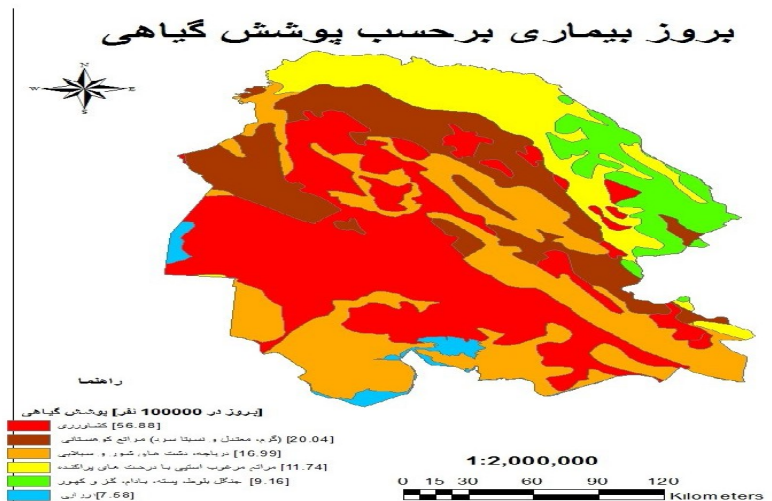 بروز بیماری برحسب پوشش گیاهی
N
W E
S
راهنما
[بروز در 100000 نفر] پوشش گیاهی
کشاورزی [56.88]
(گرم، معتدل و نسبتا سرد) مراتع کوهستانی [20.04]
دریاچه، دشت های شور و سیلابی [16.99]
مراتع مرغوب استپی با درخت های پراکنده [11.74]
جنگل بلوط، پسته، بادام، گز و کهور [9.16]
[7.58]
1:2,000,000
0 15 30 60 90 120
Kilometers